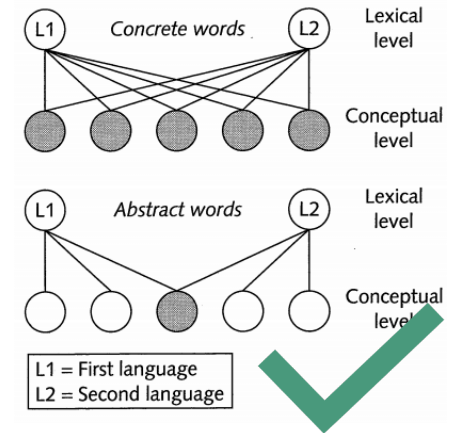 L1
Concrete words
L2
Lexical
level
Conceptual
level
L1
Abstract words
L2
Lexical
level
Conceptual
level
L1 = First language
L2 = Second language